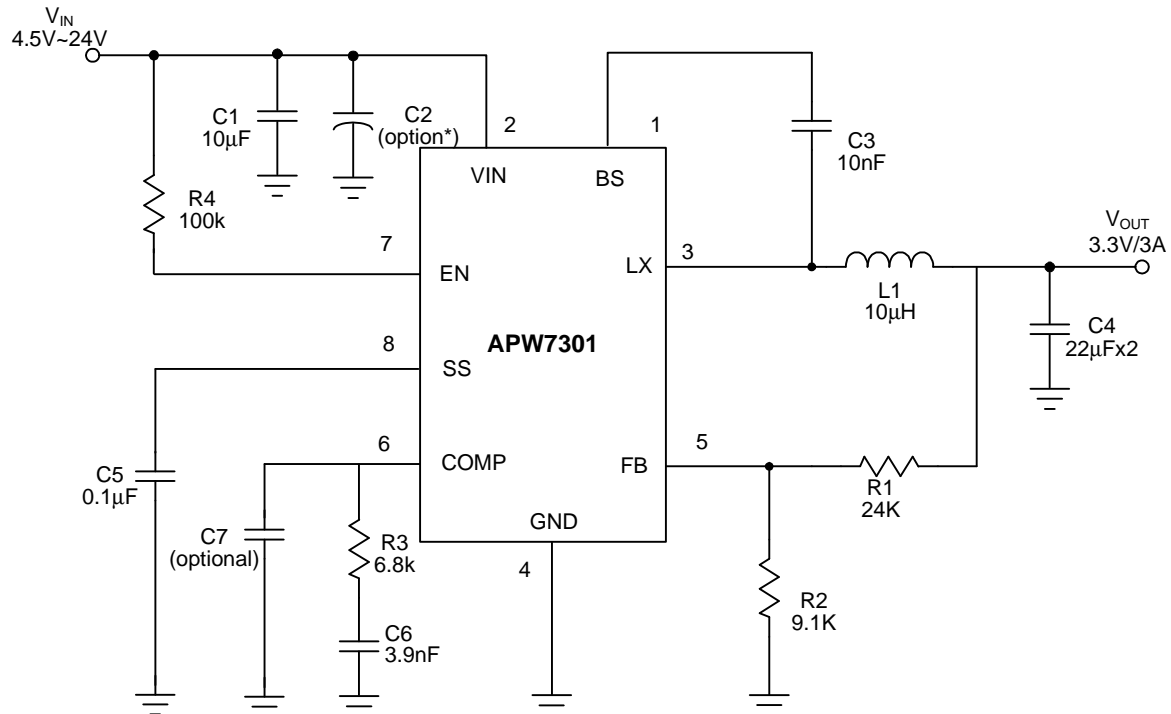 VIN
4.5V~24V
C1
10μF
C2
(option*)
2
1
C3
10nF
VIN
BS
R4
100k
7
EN
LX
3
VOUT
3.3V/3A
L1
10μH
APW7301
C4
22μFx2
8
SS
6
COMP
FB
5
C5
0.1μF
R1
24K
C7
(optional)
R3
6.8k
GND
4
R2
9.1K
C6
3.9nF